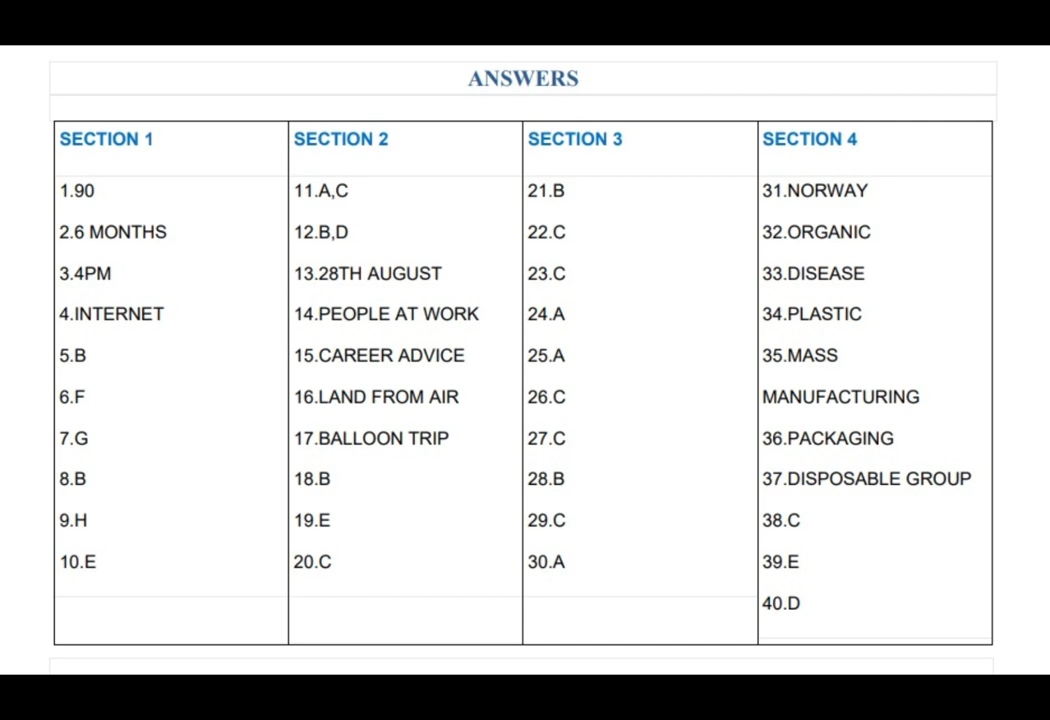 ANSWERS
SECTION 1
1.90
2.6 MONTHS
3.4PM
4.INTERNET
5.B
6.F
7.G
8.B
9.H
10.E
SECTION 2
11.A,C
12.B,D
13.28TH AUGUST
14.PEOPLE AT WORK
15.CAREER ADVICE
16.LAND FROM AIR
17.BALLOON TRIP
18.B
19.E
20.C
SECTION 3
21.B
22.C
23.C
24.A
25.A
26.C
27.C
28.B
29.C
30.A
SECTION 4
31.NORWAY
32.ORGANIC
33.DISEASE
34.PLASTIC
35.MASS
MANUFACTURING
36.PACKAGING
37.DISPOSABLE GROUP
38.C
39.E
40.D